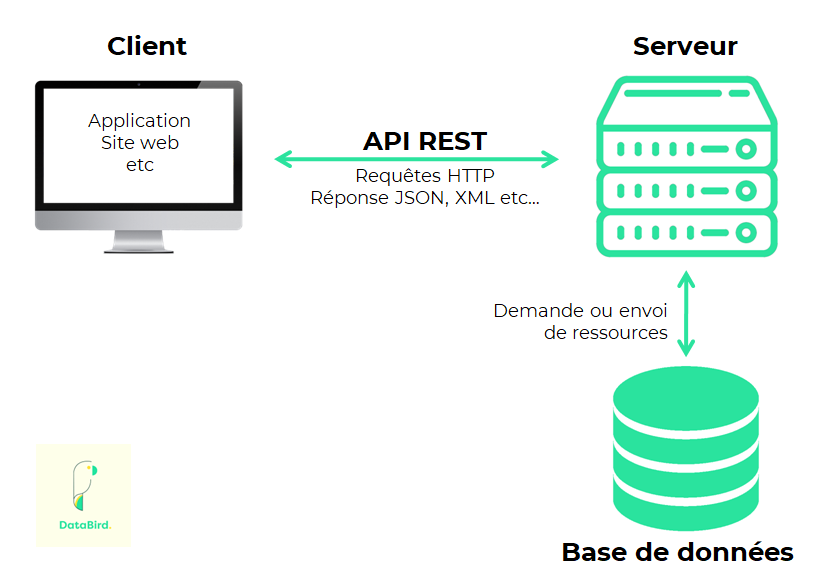 Client
Serveur
Application
Site web
etc
API REST
Requêtes HTTP
Réponse JSON, XML etc...
Demande ou envoi
de ressources
DataBird.
Base de données